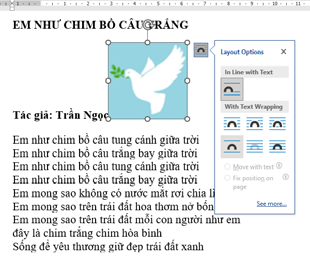 EM NHƯ CHIM BỒ CÂU TRẮNG
Tác giả: Trần Ngọc
Em như chim bồ câu tung cánh giữa trời
Em như chim bồ câu trắng bay giữa trời
Em như chim bồ câu tung cánh giữa trời
Em như chim bồ câu trắng bay giữa trời
Em mong sao không có nước mắt rơi chia
Em mong sao trên trái đất hoa thơm nở bốn
Em mong sao trên trái đất mỗi con người như em
đây là chim trắng chim hòa bình
Sống để yêu thương giữ đẹp trái đất xanh
Layout Options
In Line with Text
With Text Wrapping
Move with text
Fix position on
page
See more...